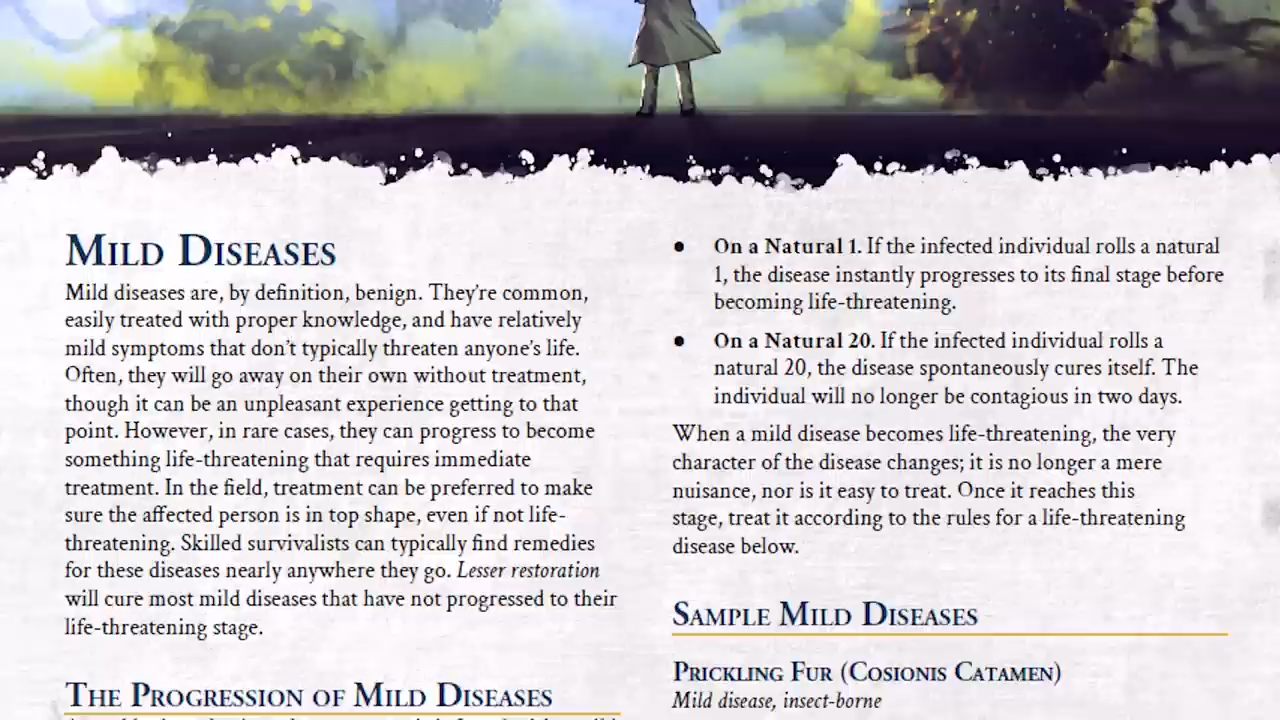 Mild Diseases
Mild diseases are, by definition, benign. They're common,
easily treated with proper knowledge, and have relatively
mild symptoms that don't typically threaten anyone's life.
Often, they will go away on their own without treatment,
though it can be an unpleasant experience getting to that
point. However, in rare cases, they can progress to become
something life-threatening that requires immediate
treatment. In the field, treatment can be preferred to make
sure the affected person is in top shape, even if not life-
threatening. Skilled survivalists can typically find remedies
for these diseases nearly anywhere they go. Lesser restoration
will cure most mild diseases that have not progressed to their
life-threatening stage.
The Progression of Mild Diseases
• On a Natural 1. If the infected individual rolls a natural
1, the disease instantly progresses to its final stage before
becoming life-threatening.
• On a Natural 20. If the infected individual rolls a
natural 20, the disease spontaneously cures itself. The
individual will no longer be contagious in two days.
When a mild disease becomes life-threatening, the very
character of the disease changes; it is no longer a mere
nuisance, nor is it easy to treat. Once it reaches this
stage, treat it according to the rules for a life-threatening
disease below.
Sample Mild Diseases
Prickling Fur (Cosionis Catamen)
Mild disease, insect-borne